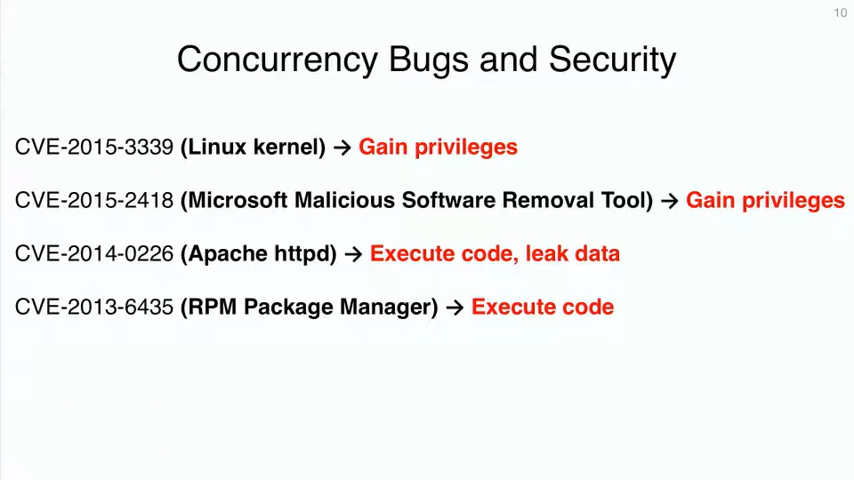 10
Concurrency Bugs and Security
CVE-2015-3339 (Linux kernel) → Gain privileges
CVE-2015-2418 (Microsoft Malicious Software Removal Tool) → Gain privileges
CVE-2014-0226 (Apache httpd) → Execute code, leak data
CVE-2013-6435 (RPM Package Manager) → Execute code